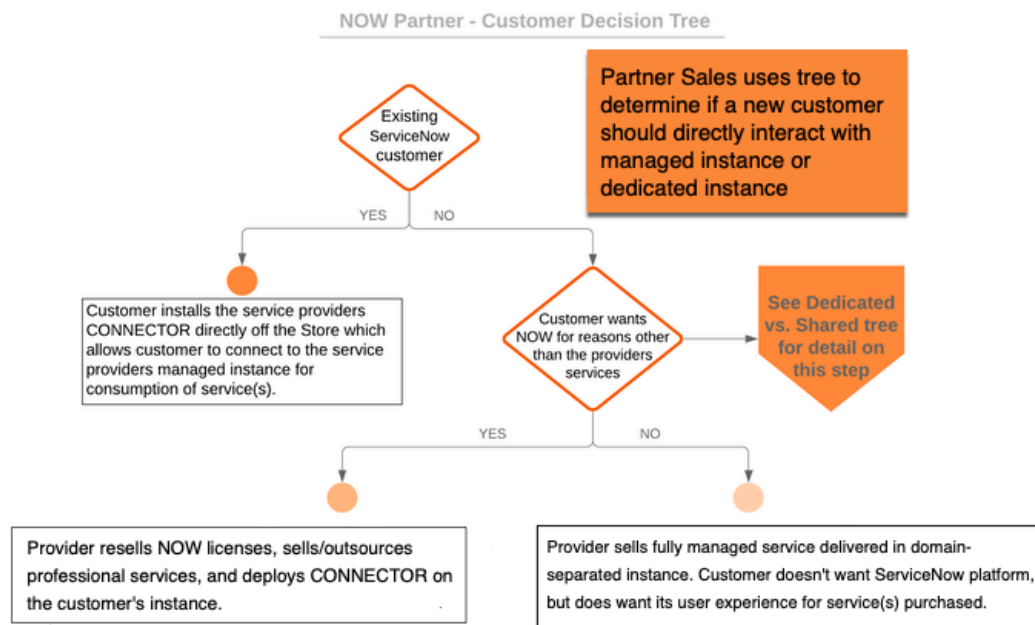 NOW Partner - Customer Decision Tree
Partner Sales uses tree to
determine if a new customer
should directly interact with
managed instance or
dedicated instance
Existing
ServiceNow
customer
YES
NO
Customer installs the service providers
CONNECTOR directly off the Store which
allows customer to connect to the service
providers managed instance for
consumption of service(s).
Customer wants
NOW for reasons other
than the providers
services
See Dedicated
vs. Shared tree
for detail on
this step
YES
NO
Provider resells NOW licenses, sells/outsources
professional services, and deploys CONNECTOR on
the customer's instance.
Provider sells fully managed service delivered in domain-
separated instance. Customer doesn't want ServiceNow platform,
but does want its user experience for service(s) purchased.